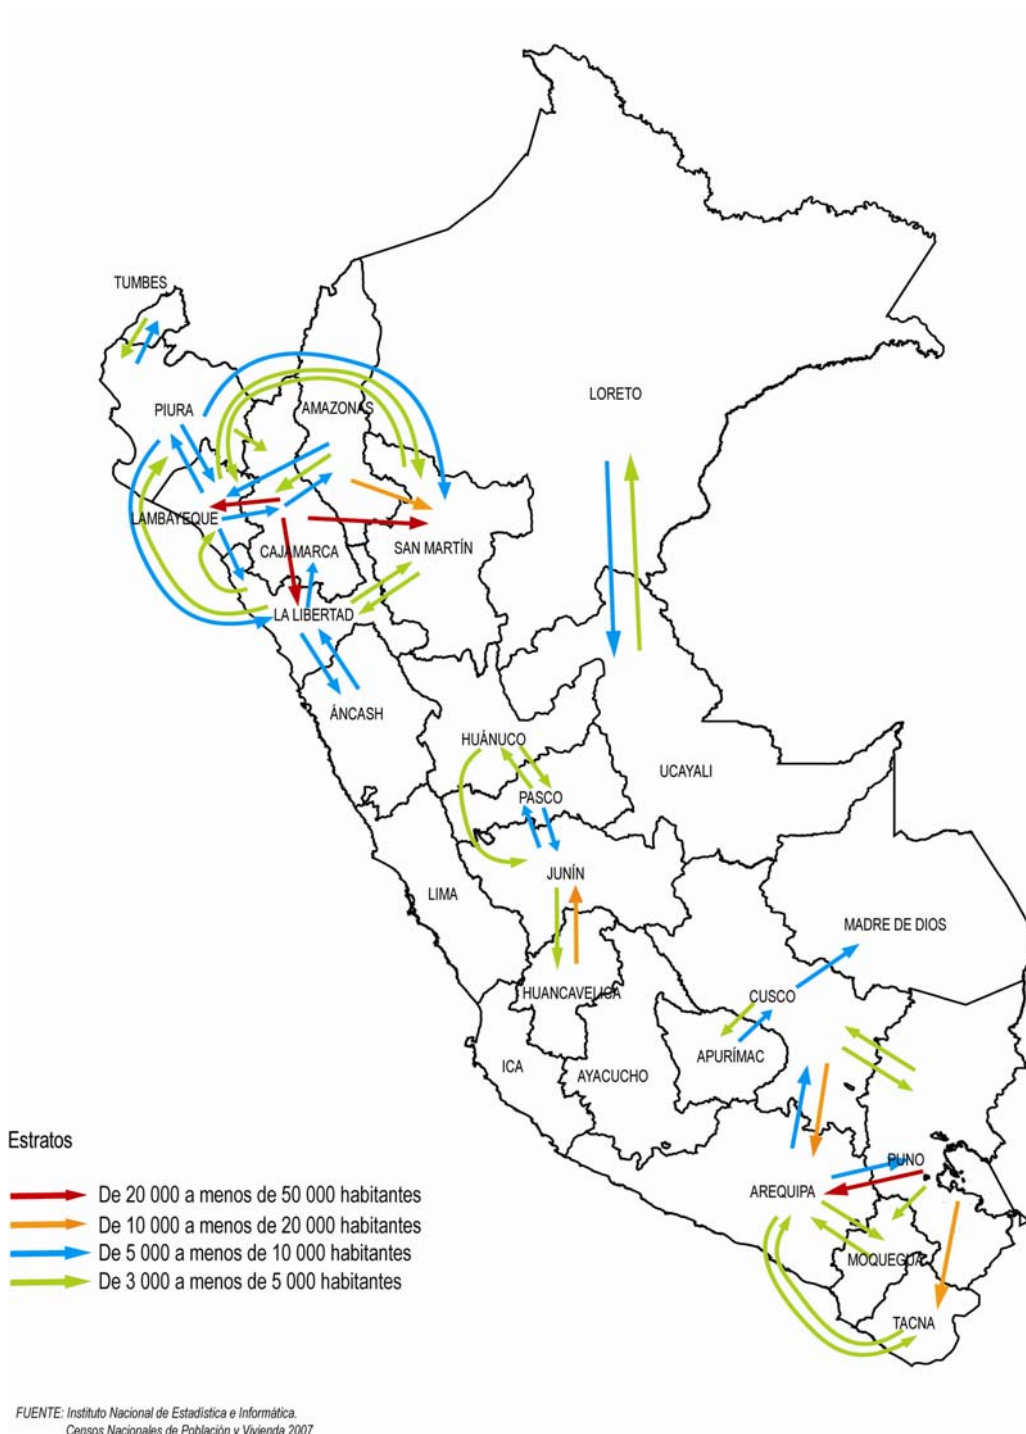 TUMBES
PIURA
AMAZONAS
LORETO
LAMBAYEQUE
CAJAMARCA
SAN MARTÍN
LA LIBERTAD
ÁNCASH
HUÁNUCO
UCAYALI
PASCO
JUNÍN
LIMA
MADRE DE DIOS
HUANCAVELICA
CUSCO
ICA
AYACUCHO
APURÍMAC
Estratos
PUNO
AREQUIPA
De 20 000 a menos de 50 000 habitantes
De 10 000 a menos de 20 000 habitantes
De 5 000 a menos de 10 000 habitantes
De 3 000 a menos de 5 000 habitantes
MOQUEGUA
TACNA
FUENTE: Instituto Nacional de Estadística e Informática.
Censos Nacionales de Población y Vivienda 2007